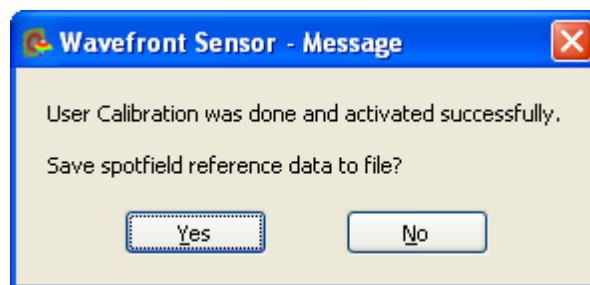 Wavefront Sensor - Message
User Calibration was done and activated successfully.
Save spotfield reference data to file?
Yes No